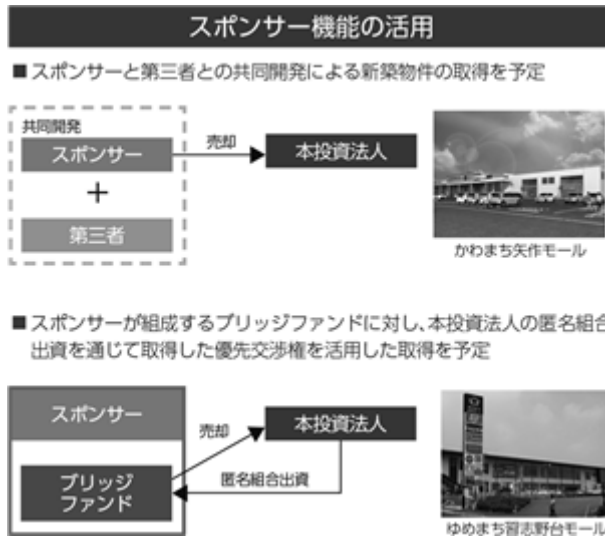 スポンサー機能の活用
■スポンサーと第三者との共同開発による新築物件の取得を予定
共同開発
スポンサー
売却
本投資法人
+
第三者
かわまち矢作モール
■スポンサーが組成するブリッジファンドに対し、本投資法人の匿名組合
出資を通じて取得した優先交渉権を活用した取得を予定
スポンサー
売却
本投資法人
ブリッジ
ファンド
匿名組合出資
ゆめまち習志野台モール